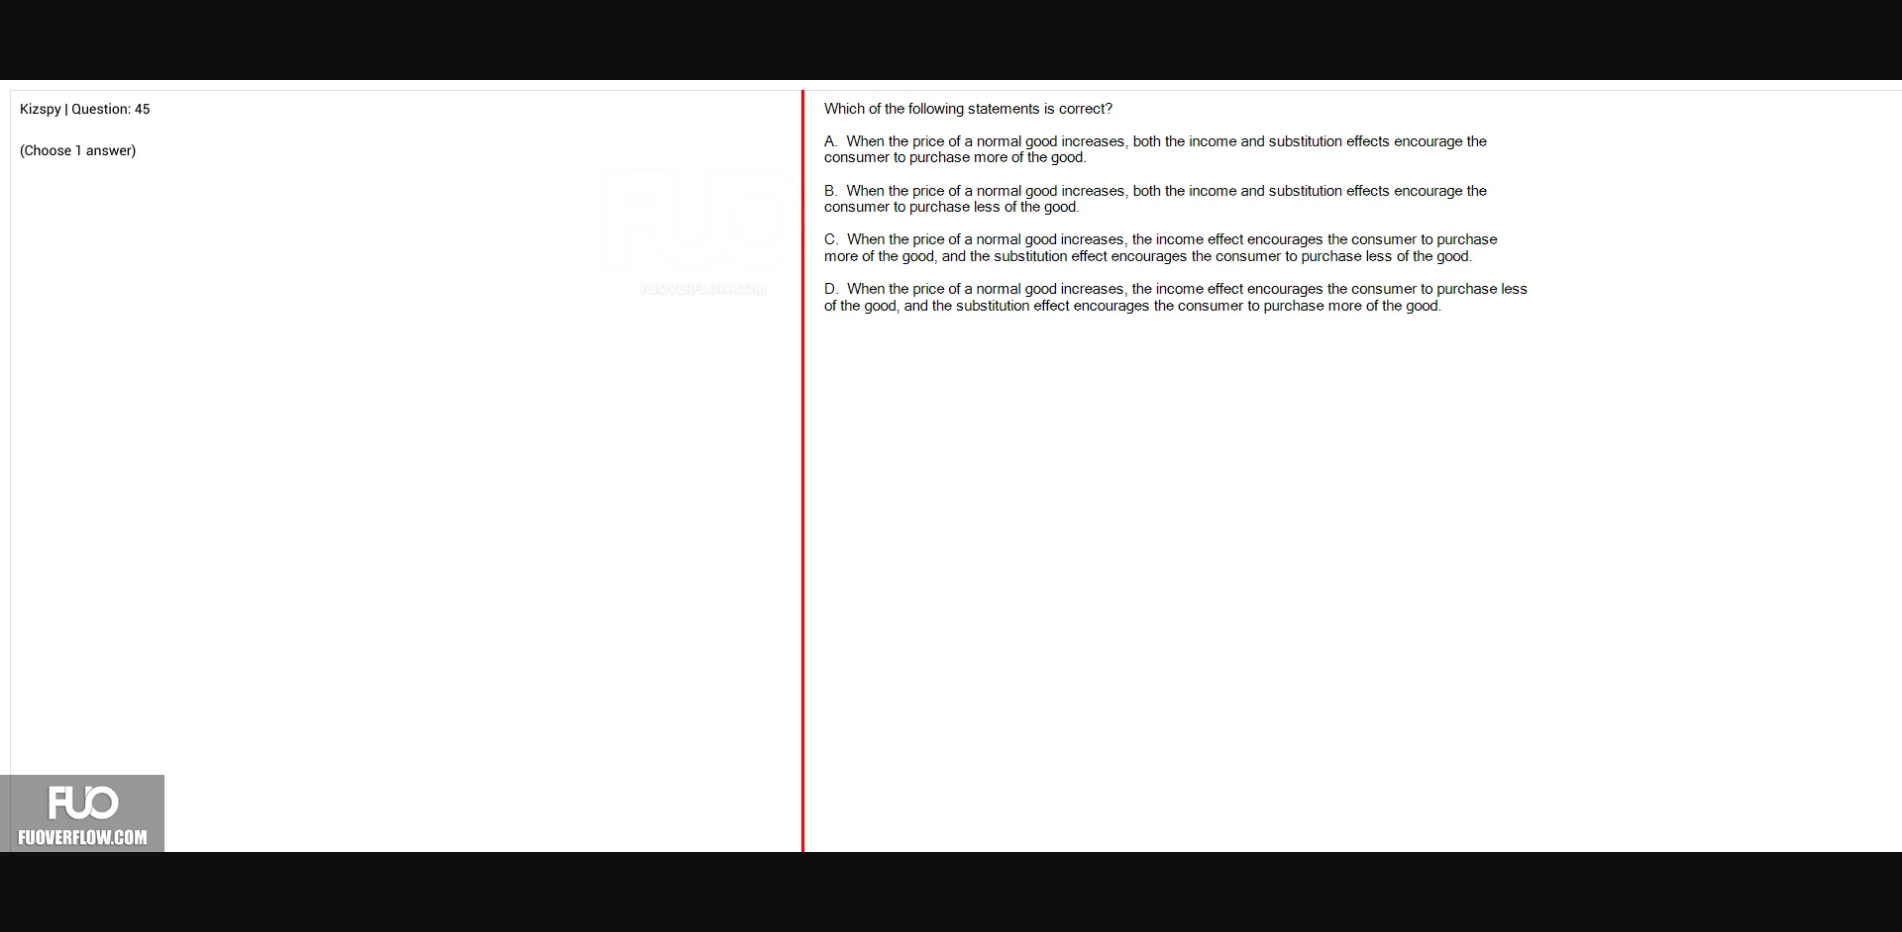 Kizspy | Question: 45
(Choose 1 answer)
FUOVERFLOW.COM
Which of the following statements is correct?
A. When the price of a normal good increases, both the income and substitution effects encourage the
consumer to purchase more of the good.
B. When the price of a normal good increases, both the income and substitution effects encourage the
consumer to purchase less of the good.
C. When the price of a normal good increases, the income effect encourages the consumer to purchase
more of the good, and the substitution effect encourages the consumer to purchase less of the good.
D. When the price of a normal good increases, the income effect encourages the consumer to purchase less
of the good, and the substitution effect encourages the consumer to purchase more of the good.
FUO
FUOVERFLOW.COM